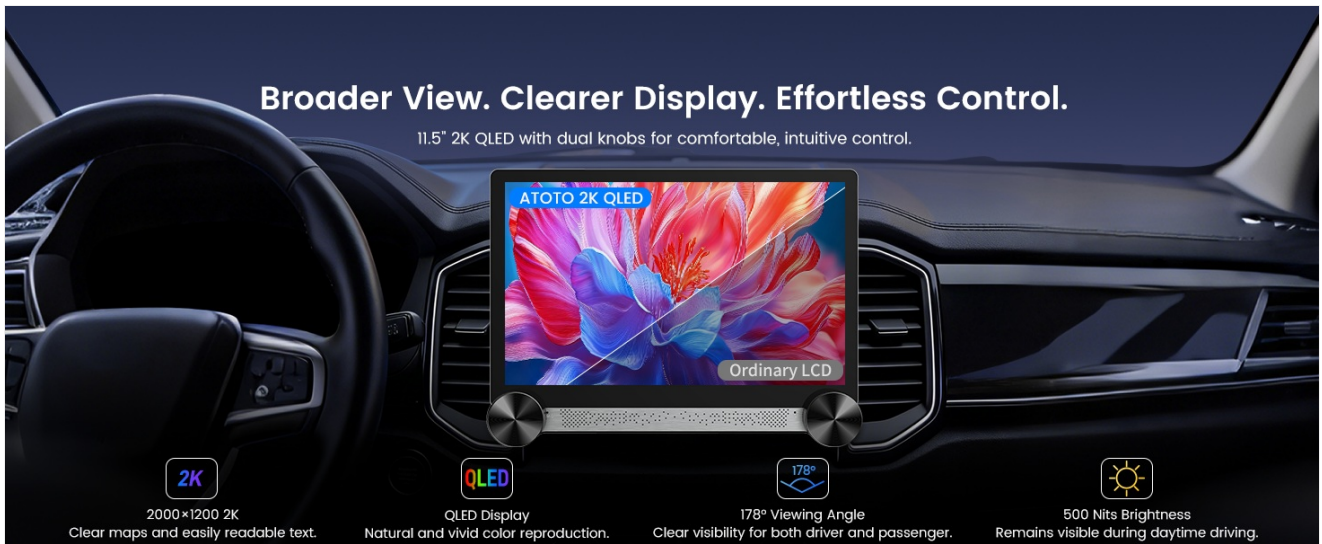 Broader View. Clearer Display. Effortless Control.
11.5" 2K QLED with dual knobs for comfortable, intuitive control.
ATOTO 2K QLED
Ordinary LCD
2K
2000×1200 2K
Clear maps and easily readable text.
QLED
QLED Display
Natural and vivid color reproduction.
178°
178° Viewing Angle
Clear visibility for both driver and passenger.
500 Nits Brightness
Remains visible during daytime driving.